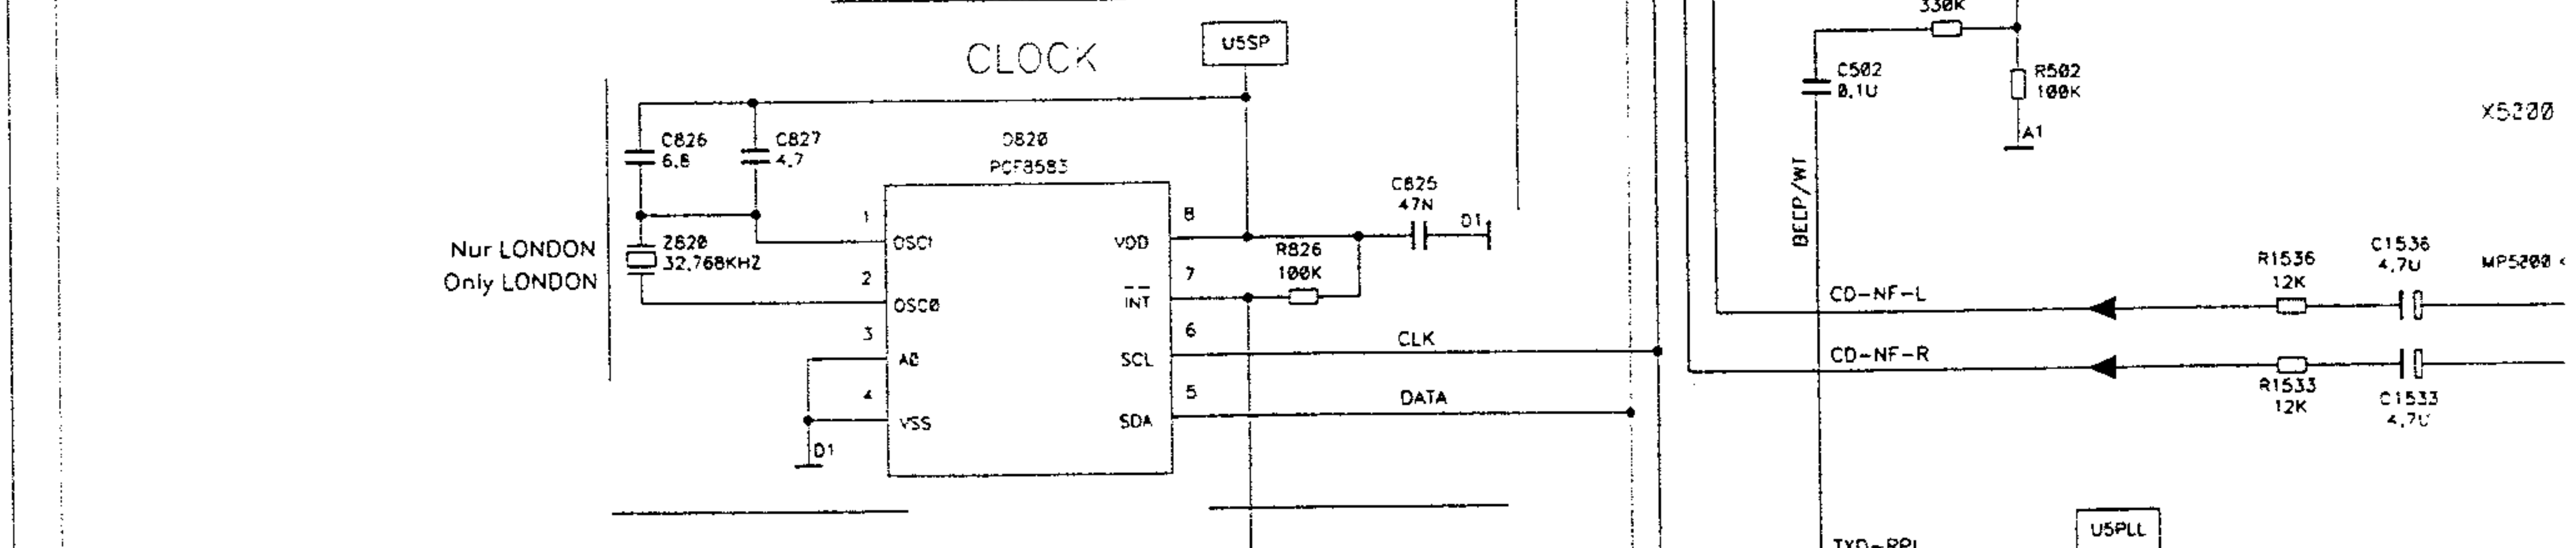 CLOCK
U5SP
C826
6,8
C827
4,7
D820
PCF8583
Nur LONDON
Only LONDON
Z820
32,768KHZ
1
OSCI
2
OSCO
3
A0
4
VSS
D1
8
VDD
7
INT
6
SCL
5
SDA
R826
100K
C825
47N
D1
CLK
DATA
330K
C502
0,1U
R502
100K
A1
X5200
BEEP/WT
CD-NF-L
CD-NF-R
R1536
12K
C1536
4,7U
MP5200
R1533
12K
C1533
4,7U
U5PLL